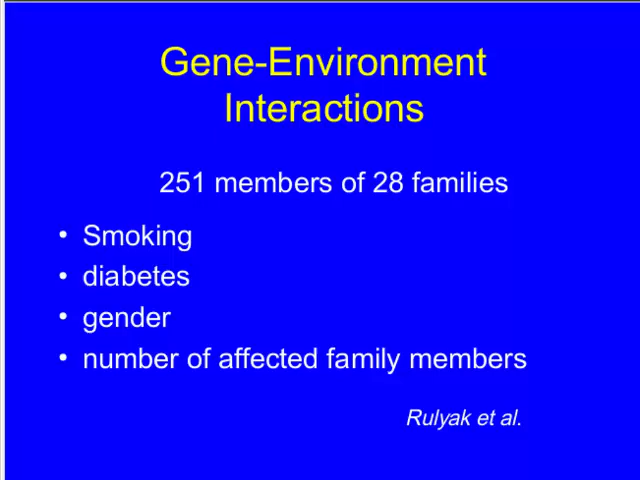 Gene-Environment
Interactions
251 members of 28 families
• Smoking
• diabetes
• gender
• number of affected family members
Rulyak et al.